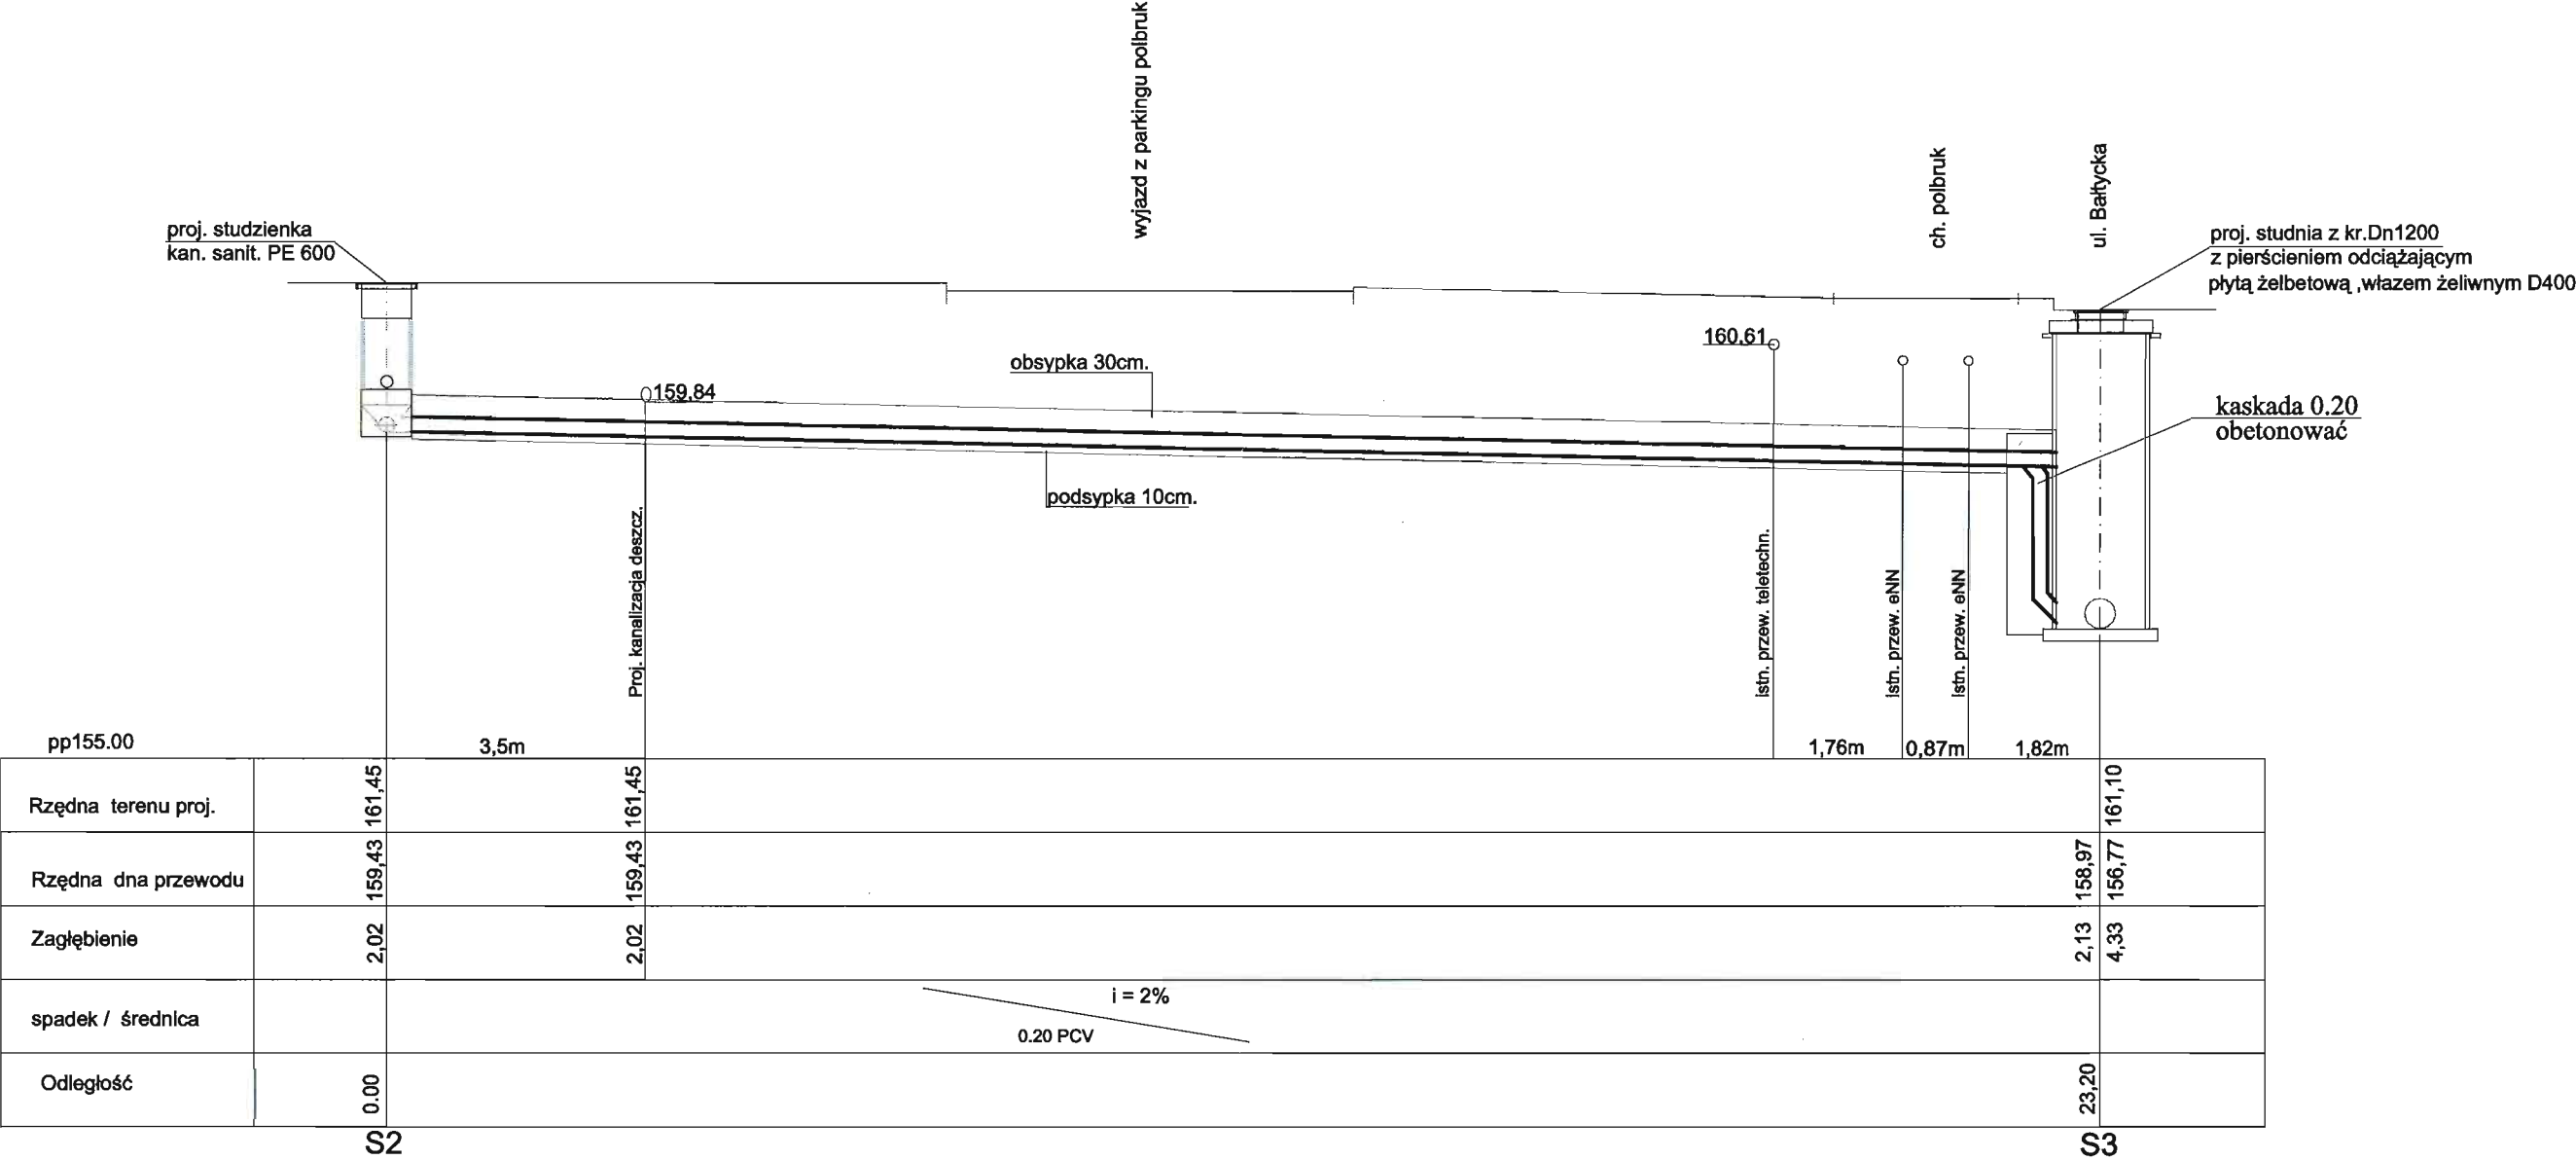 wyjazd z parkingu polbruk
ch. polbruk
ul. Bałtycka
proj. studzienka
kan. sanit. PE 600
proj. studnia z kr.Dn1200
z pierścieniem odciążającym
płytą żelbetową ,włazem żeliwnym D400
160,61
obsypka 30cm.
159,84
kaskada 0.20
obetonować
podsypka 10cm.
Proj. kanalizacja deszcz.
istn. przew. teletechn.
istn. przew. eNN
istn. przew. eNN
pp155.00
3,5m
1,76m
0,87m
1,82m
Rzędna terenu proj.
161,45
161,45
161,10
Rzędna dna przewodu
159,43
159,43
158,97
156,77
Zagłębienie
2,02
2,02
2,13
4,33
spadek / średnica
i = 2%
0.20 PCV
Odległość
0.00
23,20
S2
S3